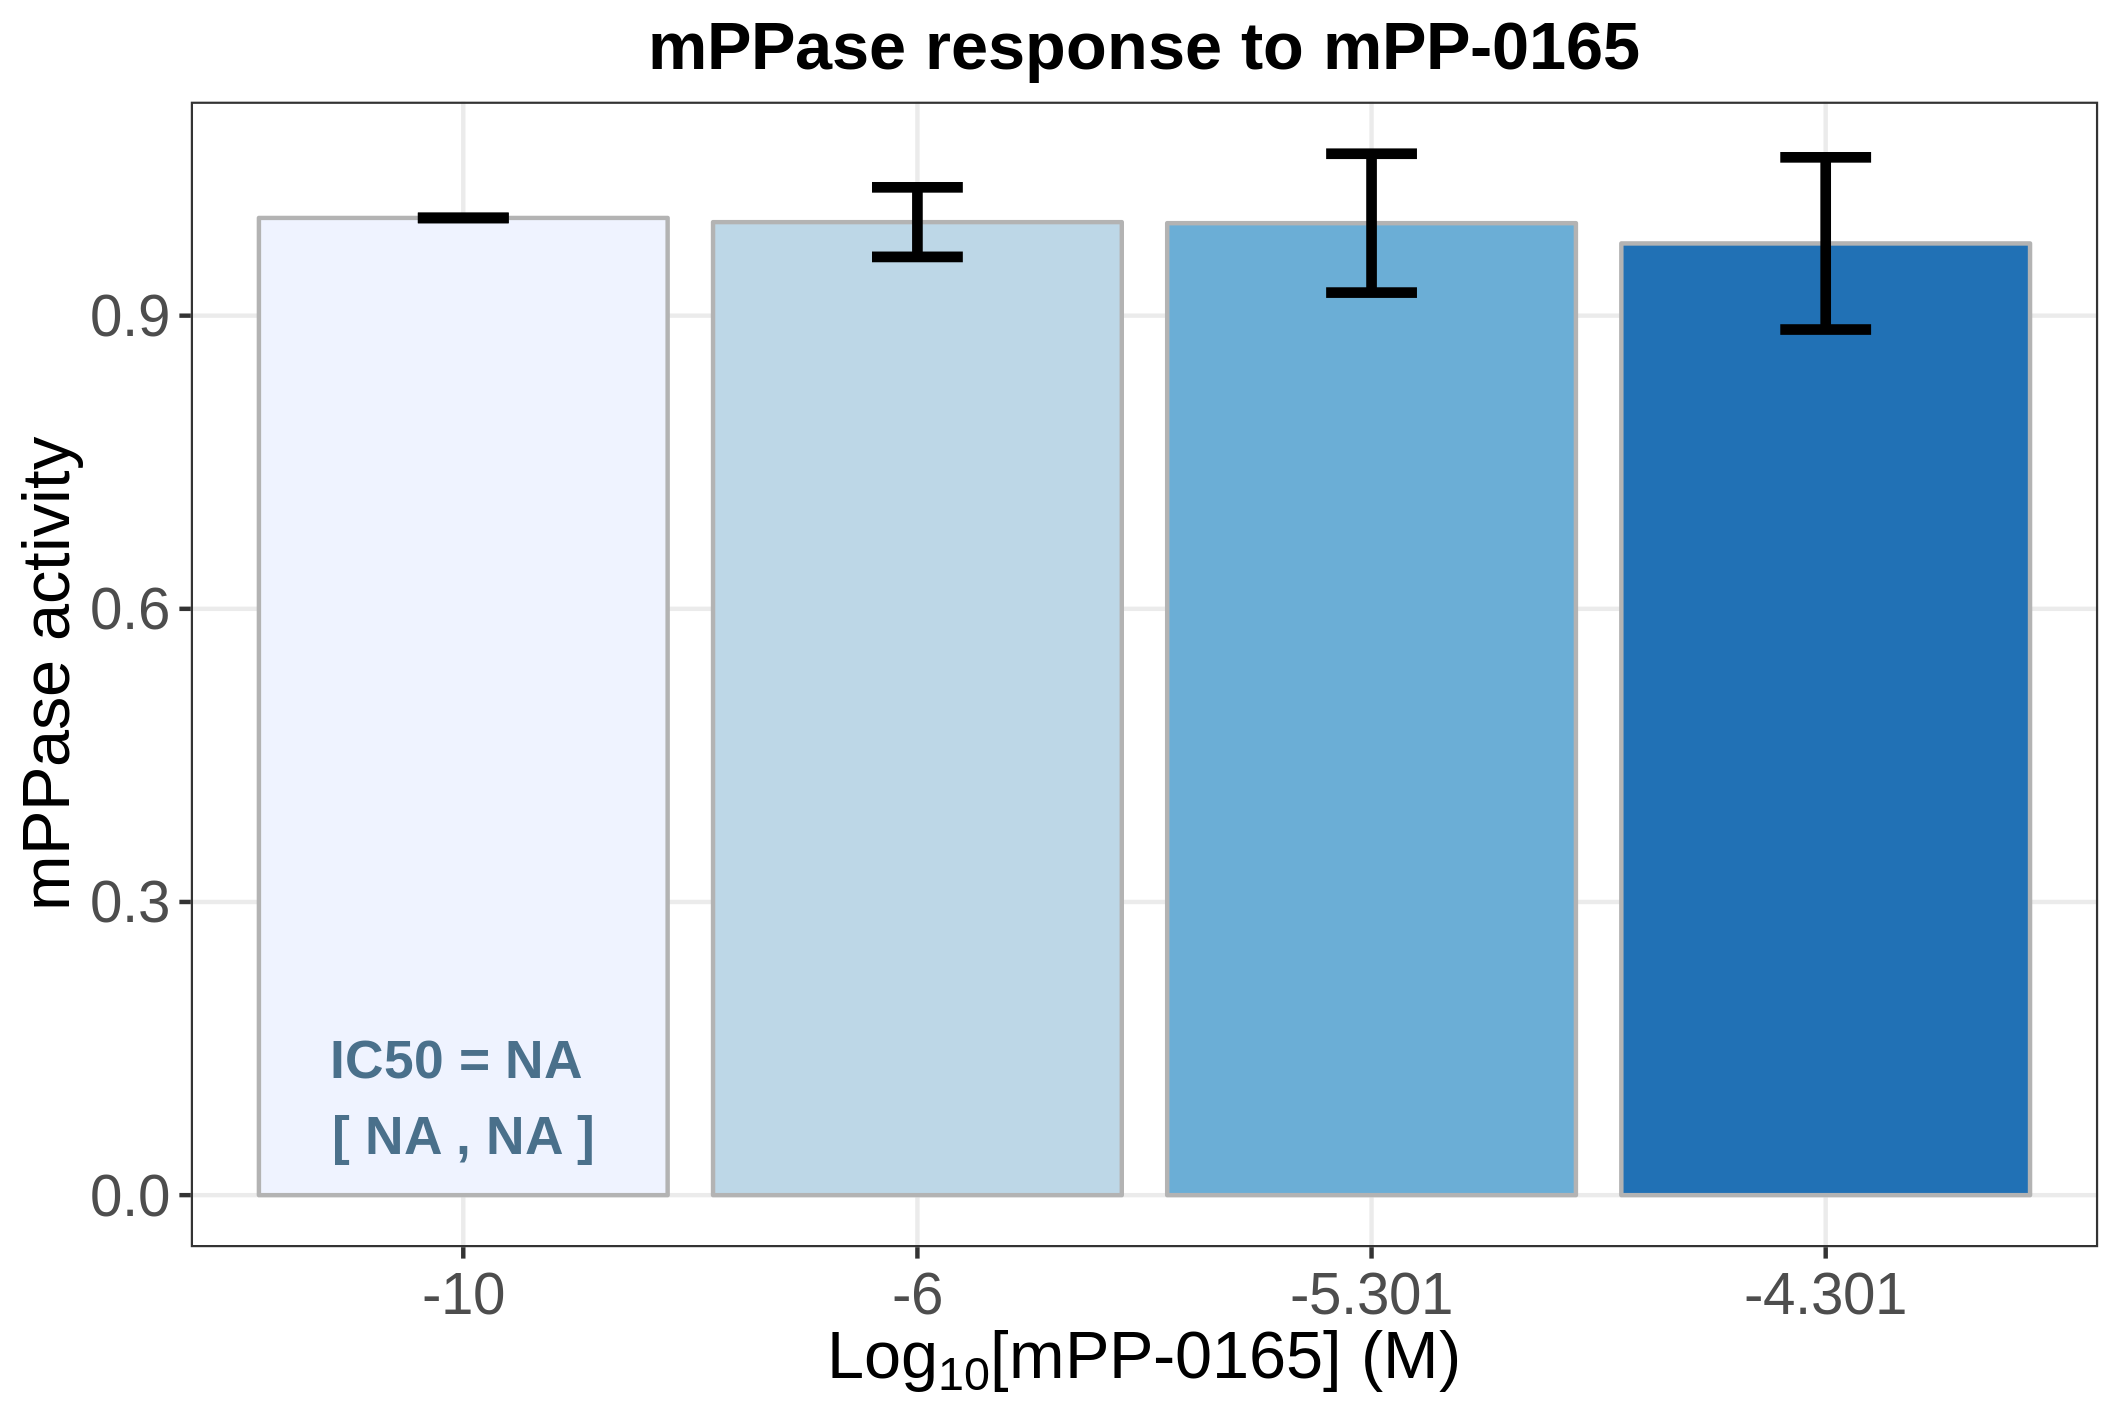 mPPase response to mPP-0165
mPPase activity
0.9
0.6
0.3
0.0
IC50 = NA
[ NA , NA ]
-10
-6
-5.301
-4.301
Log10[mPP-0165] (M)